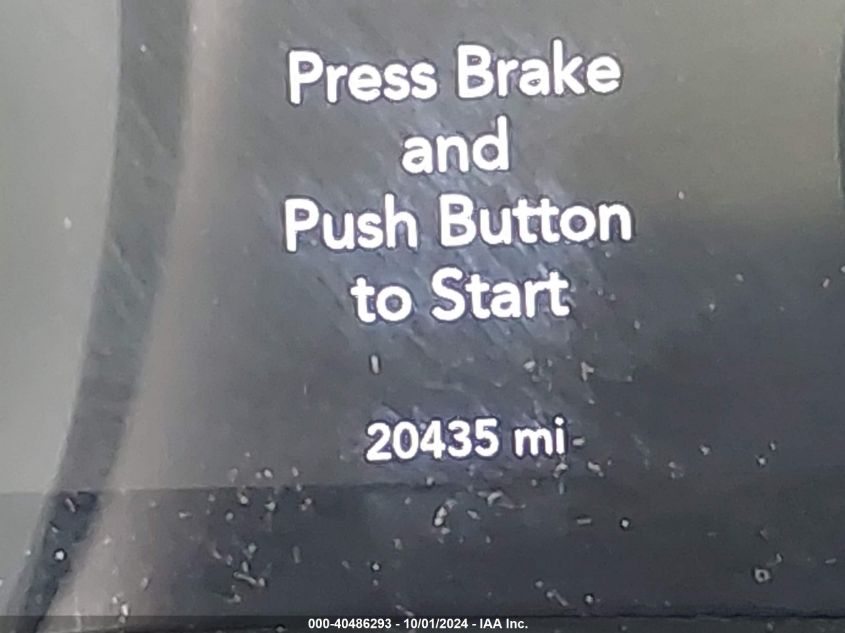 Press Brake
and
Push Button
to Start
20435 mi
000-40486293 - 10/01/2024 - IAA Inc.